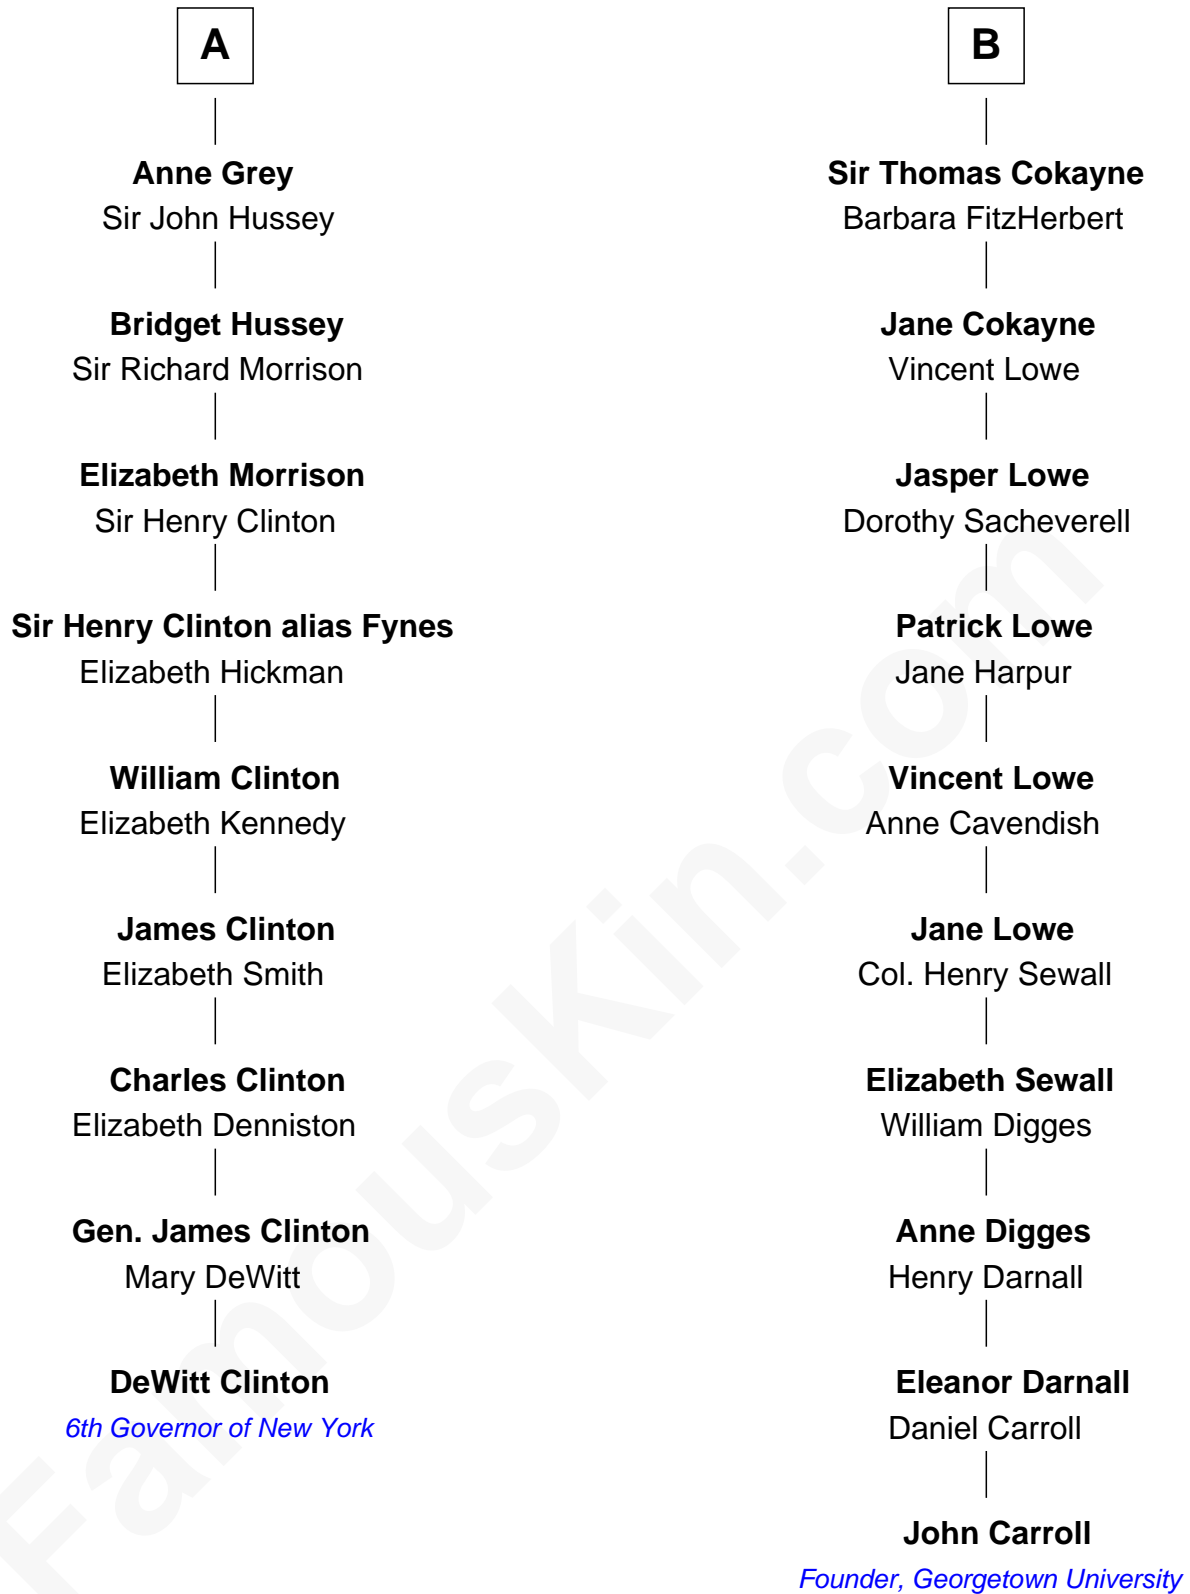 A
Anne Grey
Sir John Hussey
Bridget Hussey
Sir Richard Morrison
Elizabeth Morrison
Sir Henry Clinton
Sir Henry Clinton alias Fynes
Elizabeth Hickman
William Clinton
Elizabeth Kennedy
James Clinton
Elizabeth Smith
Charles Clinton
Elizabeth Denniston
Gen. James Clinton
Mary DeWitt
DeWitt Clinton
6th Governor of New York
B
Sir Thomas Cokayne
Barbara FitzHerbert
Jane Cokayne
Vincent Lowe
Jasper Lowe
Dorothy Sacheverell
Patrick Lowe
Jane Harpur
Vincent Lowe
Anne Cavendish
Jane Lowe
Col. Henry Sewall
Elizabeth Sewall
William Digges
Anne Digges
Henry Darnall
Eleanor Darnall
Daniel Carroll
John Carroll
Founder, Georgetown University
FamousKin.com